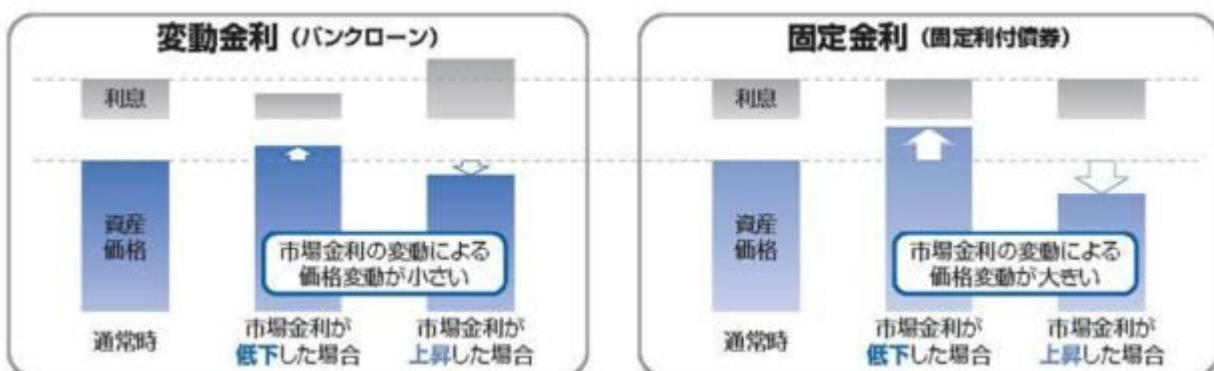 変動金利（バンクローン）
利息
資産
価格
市場金利の変動による
価格変動が小さい
通常時
市場金利が
低下した場合
市場金利が
上昇した場合
固定金利（固定利付債券）
利息
資産
価格
市場金利の変動による
価格変動が大きい
通常時
市場金利が
低下した場合
市場金利が
上昇した場合